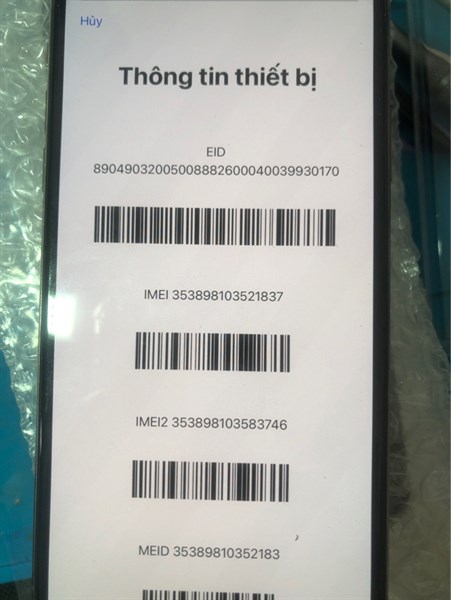 Hủy
Thông tin thiết bị
EID
89049032005008882600040039930170
IMEI 353898103521837
IMEI2 353898103583746
MEID 35389810352183